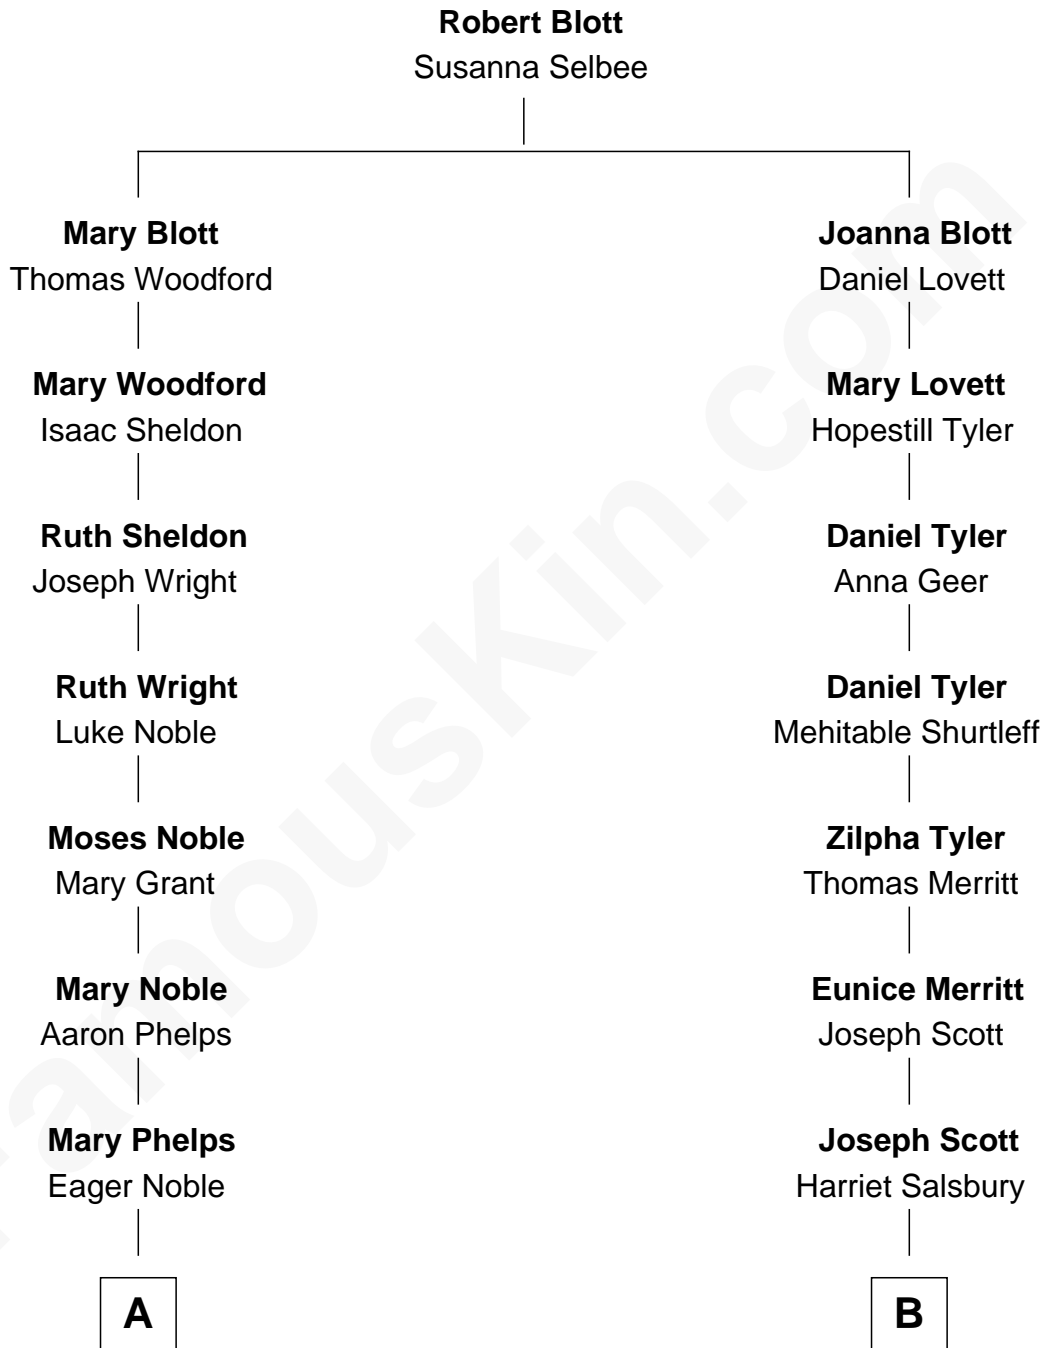 Robert Blott
Susanna Selbee
Mary Blott
Thomas Woodford
Joanna Blott
Daniel Lovett
Mary Woodford
Isaac Sheldon
Mary Lovett
Hopestill Tyler
Ruth Sheldon
Joseph Wright
Daniel Tyler
Anna Geer
Ruth Wright
Luke Noble
Daniel Tyler
Mehitable Shurtleff
Moses Noble
Mary Grant
Zilpha Tyler
Thomas Merritt
Mary Noble
Aaron Phelps
Eunice Merritt
Joseph Scott
Mary Phelps
Eager Noble
Joseph Scott
Harriet Salsbury
A
B
FamousKin.com